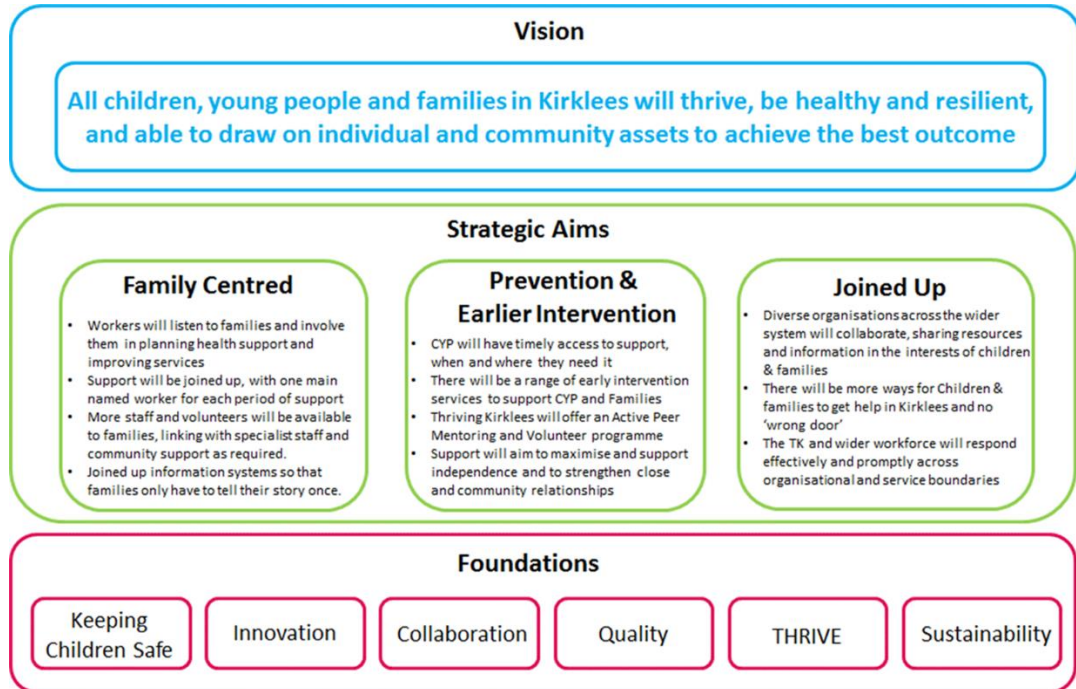 Vision
All children, young people and families in Kirklees will thrive, be healthy and resilient,
and able to draw on individual and community assets to achieve the best outcome
Strategic Aims
Family Centred
• Workers will listen to families and involve
them in planning health support and
improving services
• Support will be joined up, with one main
named worker for each period of support
• More staff and volunteers will be available
to families, linking with specialist staff and
community support as required.
• Joined up information systems so that
families only have to tell their story once.
Prevention &
Earlier Intervention
• CYP will have timely access to support,
when and where they need it
• There will be a range of early intervention
services to support CYP and Families
• Thriving Kirklees will offer an Active Peer
Mentoring and Volunteer programme
• Support will aim to maximise and support
independence and to strengthen close
and community relationships
Joined Up
• Diverse organisations across the wider
system will collaborate, sharing resources
and information in the interests of children
& families
• There will be more ways for Children &
families to get help in Kirklees and no
‘wrong door’
• The TK and wider workforce will respond
effectively and promptly across
organisational and service boundaries
Foundations
Keeping
Children Safe
Innovation
Collaboration
Quality
THRIVE
Sustainability